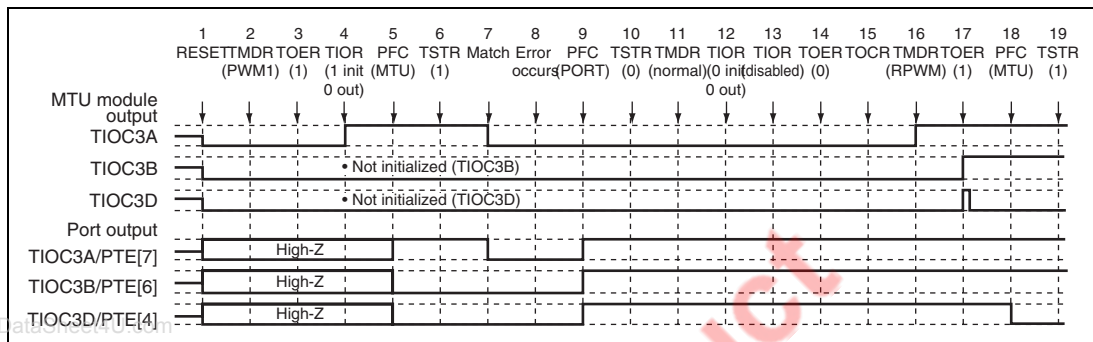 1 2 3 4 5 6 7 8 9 10 11 12 13 14 15 16 17 18 19
RESET TMDR TOER TIOR PFC TSTR Match Error PFC TSTR TMDR TIOR TIOR TOER TOCR TMDR TOER PFC TSTR
(PWM1) (1) (1 init (MTU) (1) occurs (PORT) (0) (normal) (0 init (disabled) (0) (RPWM) (1) (MTU) (1)
0 out) 0 out)
MTU module
output
TIOC3A
TIOC3B
• Not initialized (TIOC3B)
TIOC3D
• Not initialized (TIOC3D)
Port output
TIOC3A/PTE[7]
High-Z
TIOC3B/PTE[6]
High-Z
TIOC3D/PTE[4]
High-Z
DataSheet4U.com
uct